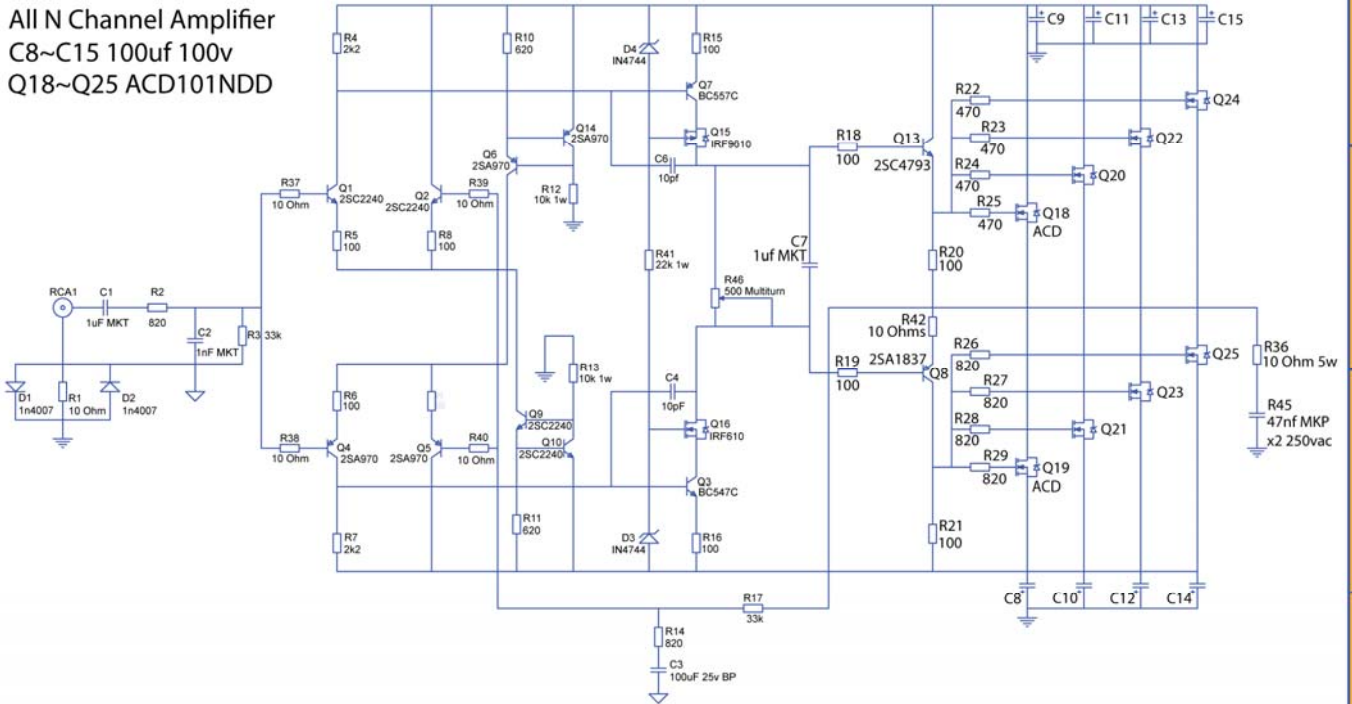 All N Channel Amplifier
C8~C15 100uf 100v
Q18~Q25 ACD101NDD
R4
2k2
R10
620
D4
IN4744
R15
100
C9
C11
C13
C15
Q7
BC557C
Q14
2SA970
Q15
IRF9010
Q6
2SA970
C6
10pf
R12
10k 1w
R18
100
Q13
2SC4793
R22
470
R23
470
R24
470
R25
470
Q24
Q22
Q20
Q18
ACD
R37
10 Ohm
Q1
2SC2240
Q2
2SC2240
R39
10 Ohm
R5
100
R8
100
R41
22k 1w
C7
1uf MKT
R20
100
R46
500 Multiturn
RCA1
C1
1uF MKT
R2
820
C2
1nF MKT
R3 33k
R42
10 Ohms
R36
10 Ohm 5w
R13
10k 1w
R19
100
2SA1837
Q8
R26
820
R27
820
R28
820
R29
820
Q25
Q23
Q21
Q19
ACD
R45
47nf MKP
x2 250vac
D1
1n4007
R1
10 Ohm
D2
1n4007
R6
100
C4
10pF
Q9
2SC2240
Q10
2SC2240
Q16
IRF610
R38
10 Ohm
Q4
2SA970
Q5
2SA970
R40
10 Ohm
Q3
BC547C
R7
2k2
R11
620
D3
IN4744
R16
100
R21
100
C8
C10
C12
C14
R17
33k
R14
820
C3
100uF 25v BP